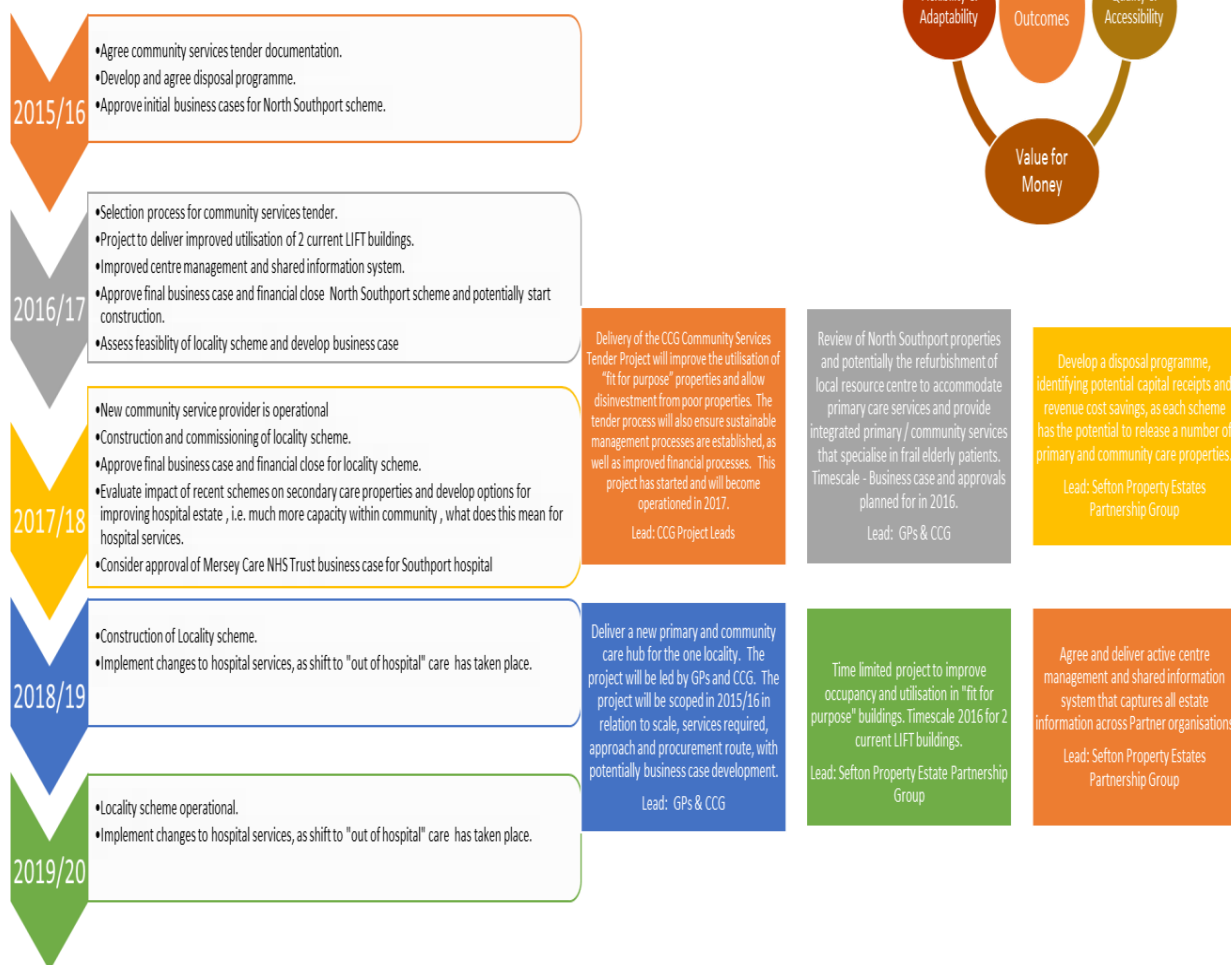 Adaptability
Outcomes
Accessibility
Value for
Money
2015/16
•Agree community services tender documentation.
•Develop and agree disposal programme.
•Approve initial business cases for North Southport scheme.
2016/17
•Selection process for community services tender.
•Project to deliver improved utilisation of 2 current LIFT buildings.
•Improved centre management and shared information system.
•Approve final business case and financial close North Southport scheme and potentially start
construction.
•Assess feasiblity of locality scheme and develop business case
2017/18
•New community service provider is operational
•Construction and commissioning of locality scheme.
•Approve final business case and financial close for locality scheme.
•Evaluate impact of recent schemes on secondary care properties and develop options for
improving hospital estate , i.e. much more capacity within community , what does this mean for
hospital services.
•Consider approval of Mersey Care NHS Trust business case for Southport hospital
2018/19
•Construction of Locality scheme.
•Implement changes to hospital services, as shift to "out of hospital" care has taken place.
2019/20
•Locality scheme operational.
•Implement changes to hospital services, as shift to "out of hospital" care has taken place.
Delivery of the CCG Community Services
Tender Project will improve the utilisation of
"fit for purpose" properties and allow
disinvestment from poor properties. The
tender process will also ensure sustainable
management processes are established, as
well as improved financial processes. This
project has started and will become
operationed in 2017.
Lead: CCG Project Leads
Review of North Southport properties
and potentially the refurbishment of
local resource centre to accommodate
primary care services and provide
integrated primary / community services
that specialise in frail elderly patients.
Timescale - Business case and approvals
planned for in 2016.
Lead: GPs & CCG
Develop a disposal programme,
identifying potential capital receipts and
revenue cost savings, as each scheme
has the potential to release a number of
primary and community care properties.
Lead: Sefton Property Estates
Partnership Group
Deliver a new primary and community
care hub for the one locality. The
project will be led by GPs and CCG. The
project will be scoped in 2015/16 in
relation to scale, services required,
approach and procurement route, with
potentially business case development.
Lead: GPs & CCG
Time limited project to improve
occupancy and utilisation in "fit for
purpose" buildings. Timescale 2016 for 2
current LIFT buildings.
Lead: Sefton Property Estate Partnership
Group
Agree and deliver active centre
management and shared information
system that captures all estate
information across Partner organisations
Lead: Sefton Property Estates
Partnership Group